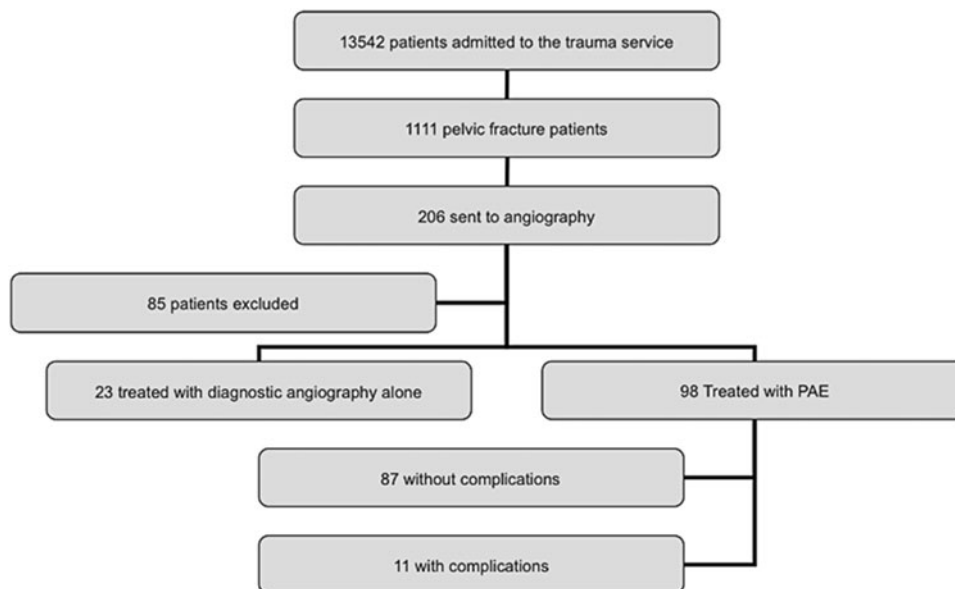 13542 patients admitted to the trauma service
1111 pelvic fracture patients
206 sent to angiography
85 patients excluded
23 treated with diagnostic angiography alone
98 Treated with PAE
87 without complications
11 with complications